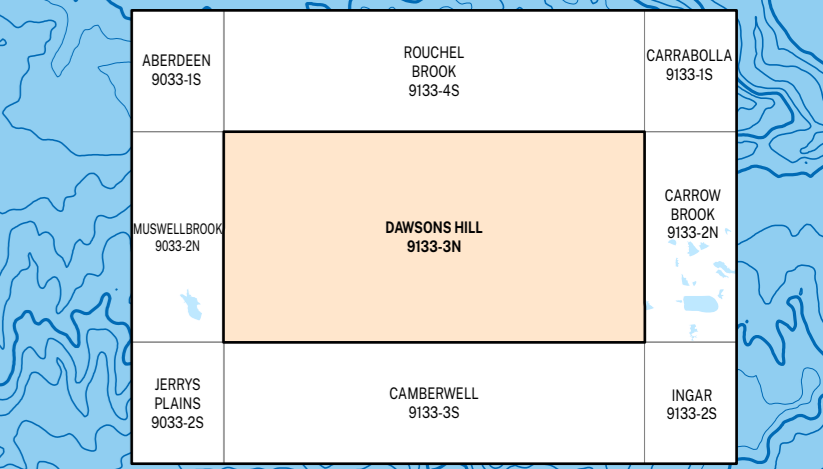 ABERDEEN
9033-1S
ROUCHEL
BROOK
9133-4S
CARRABOLLA
9133-1S
MUSWELLBROOK
9033-2N
DAWSONS HILL
9133-3N
CARROW
BROOK
9133-2N
JERRYS
PLAINS
9033-2S
CAMBERWELL
9133-3S
INGAR
9133-2S